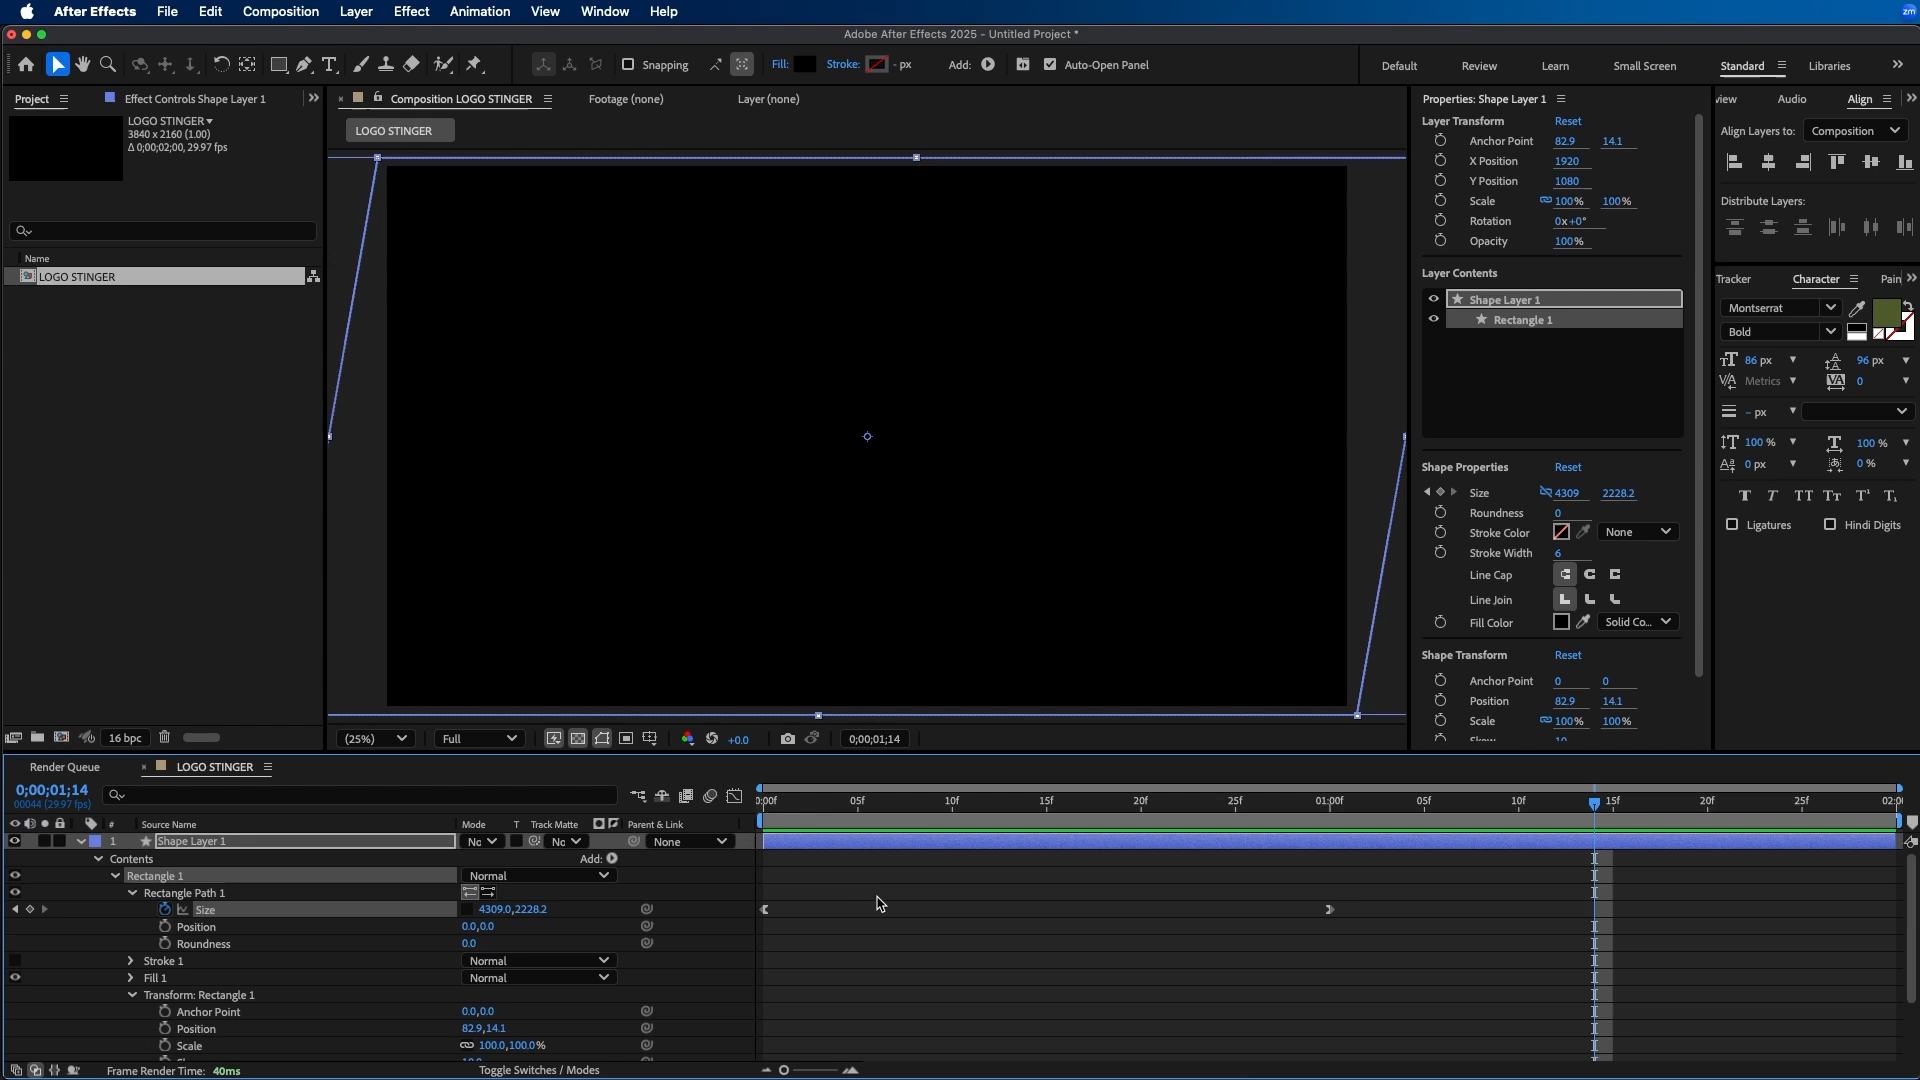 After Effects File Edit Composition Layer Effect Animation View Window Help
zm
Adobe After Effects 2025 - Untitled Project *
Snapping Fill: Stroke: - px Add: Auto-Open Panel Default Review Learn Small Screen Standard Libraries
Project Effect Controls Shape Layer 1
LOGO STINGER
3840 x 2160 (1.00)
Δ 0;00;02;00, 29.97 fps
Name
LOGO STINGER
16 bpc
Composition LOGO STINGER Footage (none) Layer (none)
LOGO STINGER
(25%) Full +0.0 0;00;01;14
Properties: Shape Layer 1
Layer Transform Reset
Anchor Point 82.9 14.1
X Position 1920
Y Position 1080
Scale 100% 100%
Rotation 0x+0°
Opacity 100%
Layer Contents
Shape Layer 1
Rectangle 1
Shape Properties Reset
Size 4309 2228.2
Roundness 0
Stroke Color None
Stroke Width 6
Line Cap
Line Join
Fill Color Solid Co...
Shape Transform Reset
Anchor Point 0 0
Position 82.9 14.1
Scale 100% 100%
view Audio Align
Align Layers to: Composition
Distribute Layers:
Tracker Character Pain
Montserrat
Bold
86 px 96 px
Metrics 0
- px
100 % 100 %
0 px 0 %
T T TT Tr T¹ T₁
Ligatures Hindi Digits
Render Queue LOGO STINGER
0;00;01;14
00044 (29.97 fps)
0:00f 05f 10f 15f 20f 25f 01:00f 05f 10f 15f 20f 25f 02:0
# Source Name Mode T Track Matte Parent & Link
1 Shape Layer 1 No No None
Contents Add:
Rectangle 1 Normal
Rectangle Path 1
Size 4309.0,2228.2
Position 0.0,0.0
Roundness 0.0
Stroke 1 Normal
Fill 1 Normal
Transform: Rectangle 1
Anchor Point 0.0,0.0
Position 82.9,14.1
Scale 100.0,100.0%
Frame Render Time: 40ms Toggle Switches / Modes